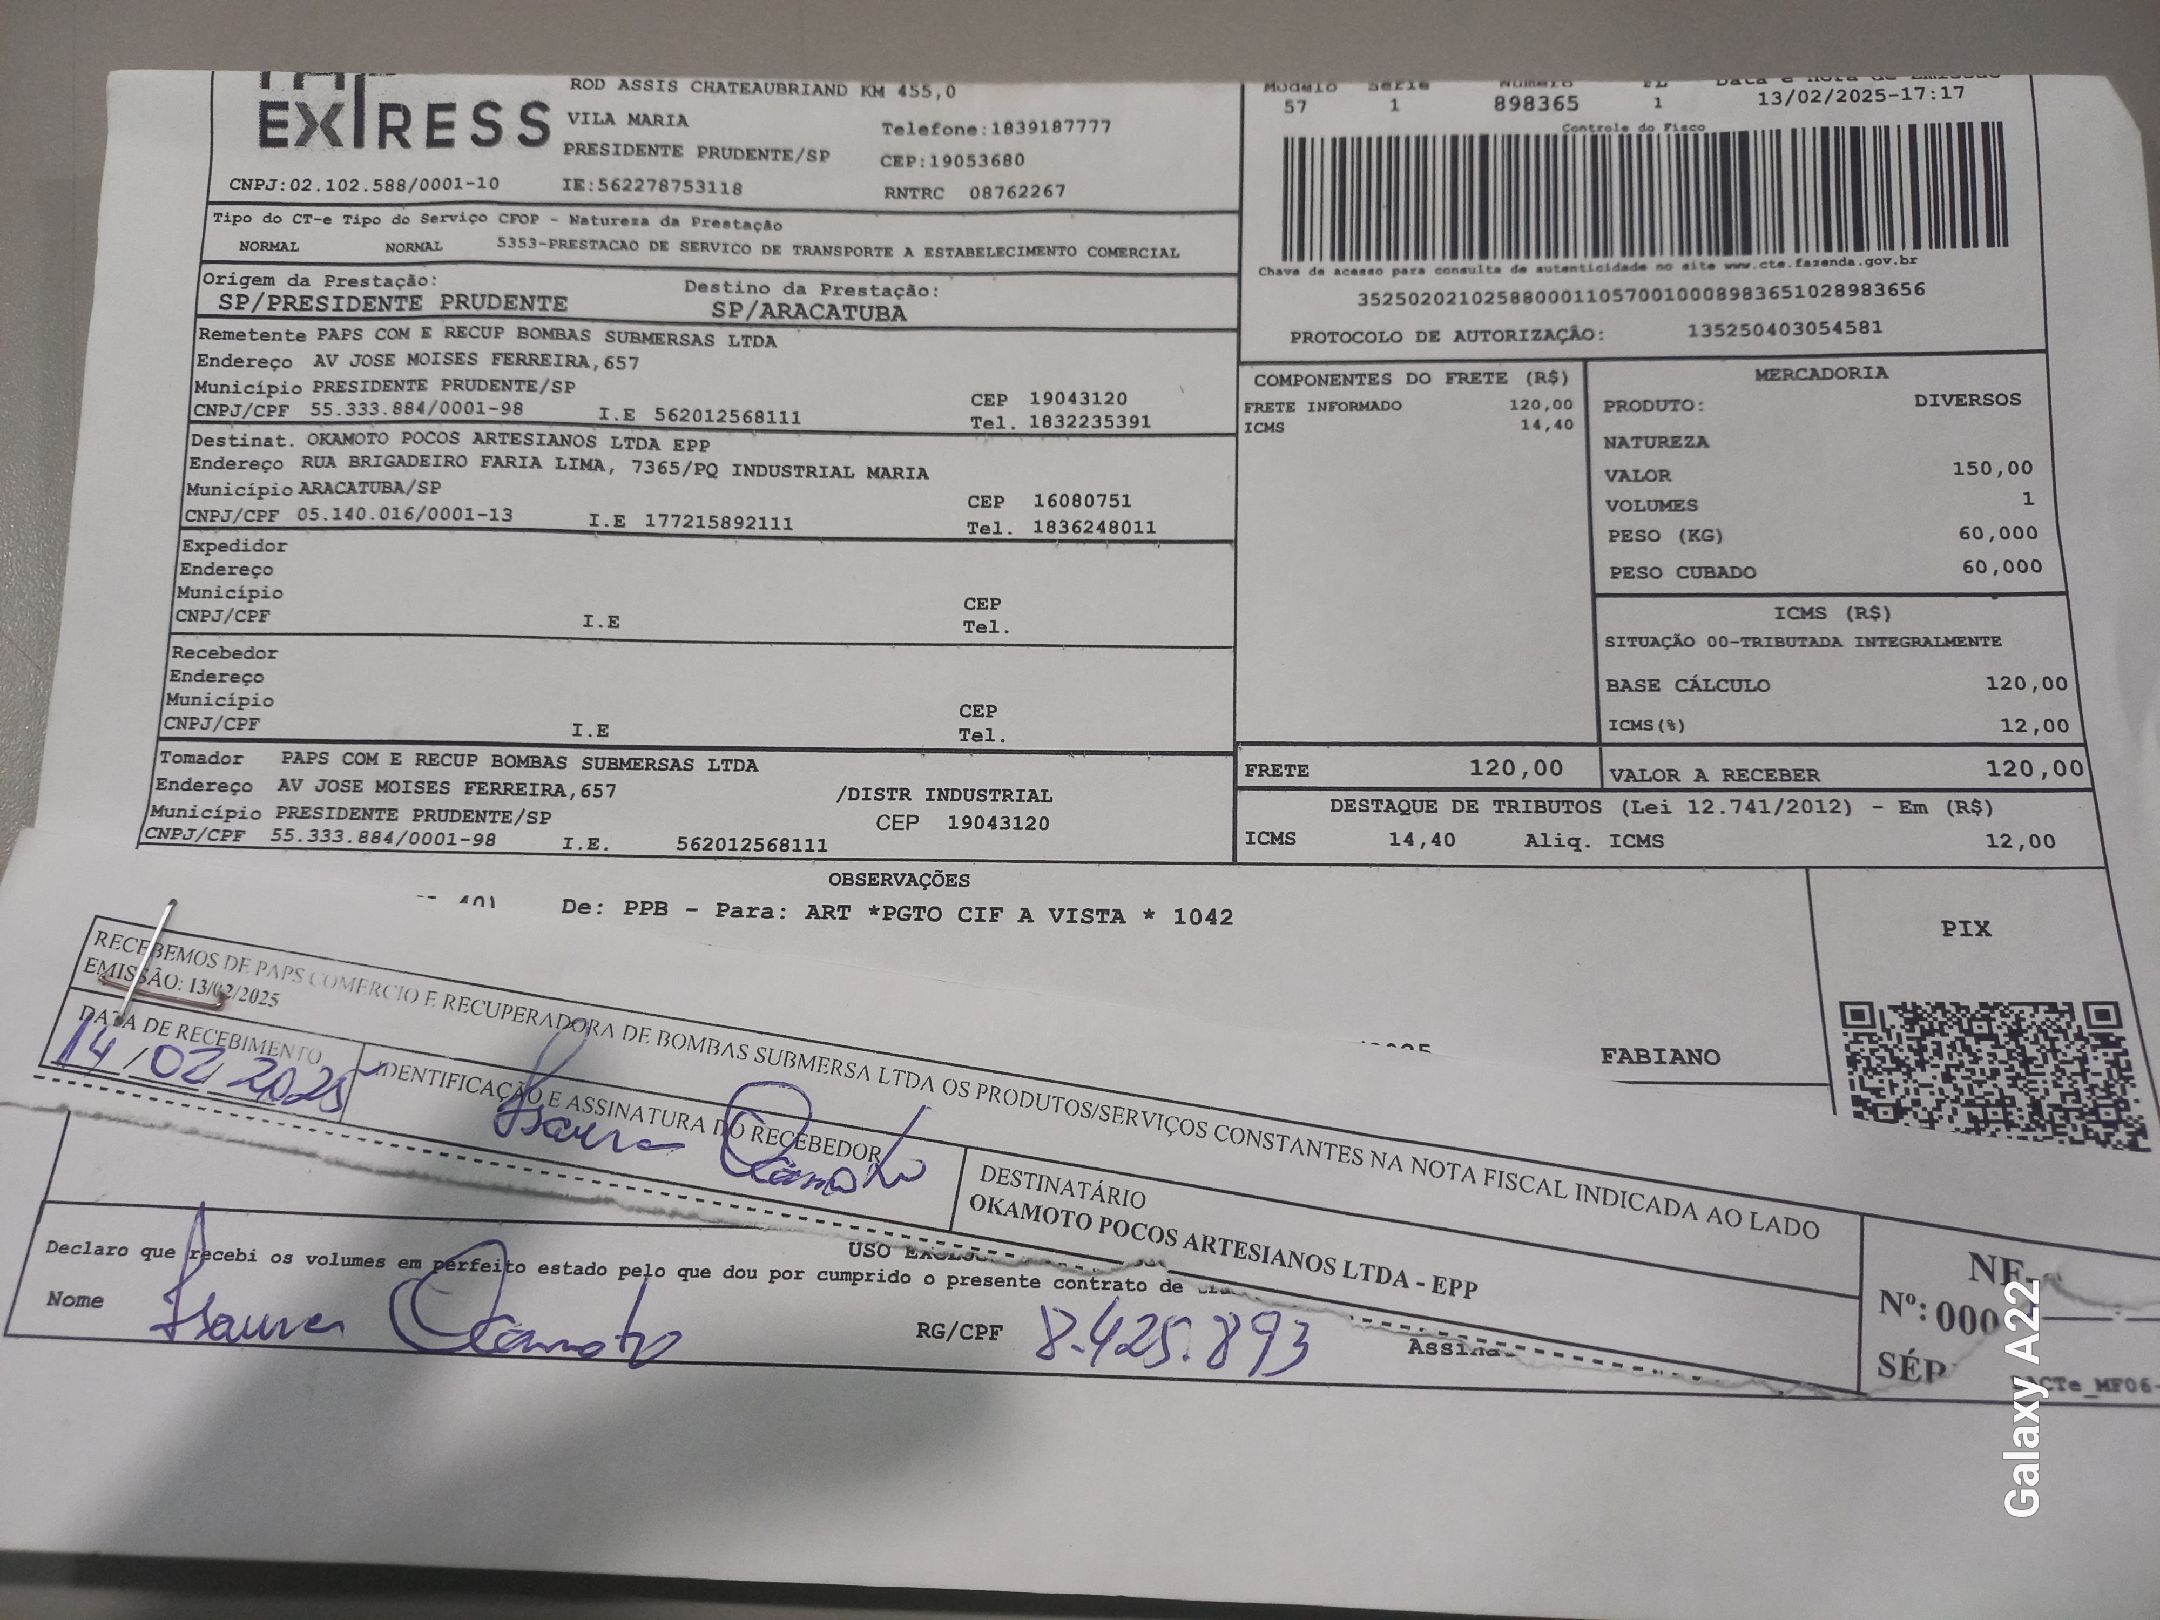 EXPRESS
ROD ASSIS CHATEAUBRIAND KM 455,0
VILA MARIA
Telefone:1839187777
PRESIDENTE PRUDENTE/SP
CEP:19053680
CNPJ:02.102.588/0001-10
IE:562278753118
RNTRC 08762267
Modelo Série Número FL Data e Hora de Emissão
57 1 898365 1 13/02/2025-17:17
Controle do Fisco
Chave de acesso para consulta de autenticidade no site www.cte.fazenda.gov.br
35250202102588000110570010008983651028983656
PROTOCOLO DE AUTORIZAÇÃO: 135250403054581
Tipo do CT-e Tipo do Serviço CFOP - Natureza da Prestação
NORMAL NORMAL 5353-PRESTACAO DE SERVICO DE TRANSPORTE A ESTABELECIMENTO COMERCIAL
Origem da Prestação: Destino da Prestação:
SP/PRESIDENTE PRUDENTE SP/ARACATUBA
Remetente PAPS COM E RECUP BOMBAS SUBMERSAS LTDA
Endereço AV JOSE MOISES FERREIRA,657
Município PRESIDENTE PRUDENTE/SP CEP 19043120
CNPJ/CPF 55.333.884/0001-98 I.E 562012568111 Tel. 1832235391
Destinat. OKAMOTO POCOS ARTESIANOS LTDA EPP
Endereço RUA BRIGADEIRO FARIA LIMA, 7365/PQ INDUSTRIAL MARIA
Município ARACATUBA/SP CEP 16080751
CNPJ/CPF 05.140.016/0001-13 I.E 177215892111 Tel. 1836248011
Expedidor
Endereço
Município CEP
CNPJ/CPF I.E Tel.
Recebedor
Endereço
Município CEP
CNPJ/CPF I.E Tel.
Tomador PAPS COM E RECUP BOMBAS SUBMERSAS LTDA
Endereço AV JOSE MOISES FERREIRA,657 /DISTR INDUSTRIAL
Município PRESIDENTE PRUDENTE/SP CEP 19043120
CNPJ/CPF 55.333.884/0001-98 I.E. 562012568111
COMPONENTES DO FRETE (R$)
FRETE INFORMADO 120,00
ICMS 14,40
MERCADORIA
PRODUTO: DIVERSOS
NATUREZA
VALOR 150,00
VOLUMES 1
PESO (KG) 60,000
PESO CUBADO 60,000
ICMS (R$)
SITUAÇÃO 00-TRIBUTADA INTEGRALMENTE
BASE CÁLCULO 120,00
ICMS(%) 12,00
FRETE 120,00 VALOR A RECEBER 120,00
DESTAQUE DE TRIBUTOS (Lei 12.741/2012) - Em (R$)
ICMS 14,40 Aliq. ICMS 12,00
OBSERVAÇÕES
De: PPB - Para: ART *PGTO CIF A VISTA * 1042
PIX
FABIANO
RECEBEMOS DE PAPS COMERCIO E RECUPERADORA DE BOMBAS SUBMERSA LTDA OS PRODUTOS/SERVIÇOS CONSTANTES NA NOTA FISCAL INDICADA AO LADO
EMISSÃO: 13/02/2025
DATA DE RECEBIMENTO
14/02/2025
IDENTIFICAÇÃO E ASSINATURA DO RECEBEDOR
Isaura Okamoto
DESTINATÁRIO
OKAMOTO POCOS ARTESIANOS LTDA - EPP
NF-
Nº: 000
SÉR
USO
Declaro que recebi os volumes em perfeito estado pelo que dou por cumprido o presente contrato de
Nome Isaura Okamoto RG/CPF 8.425.893
DACTe_MF06-
Galaxy A22